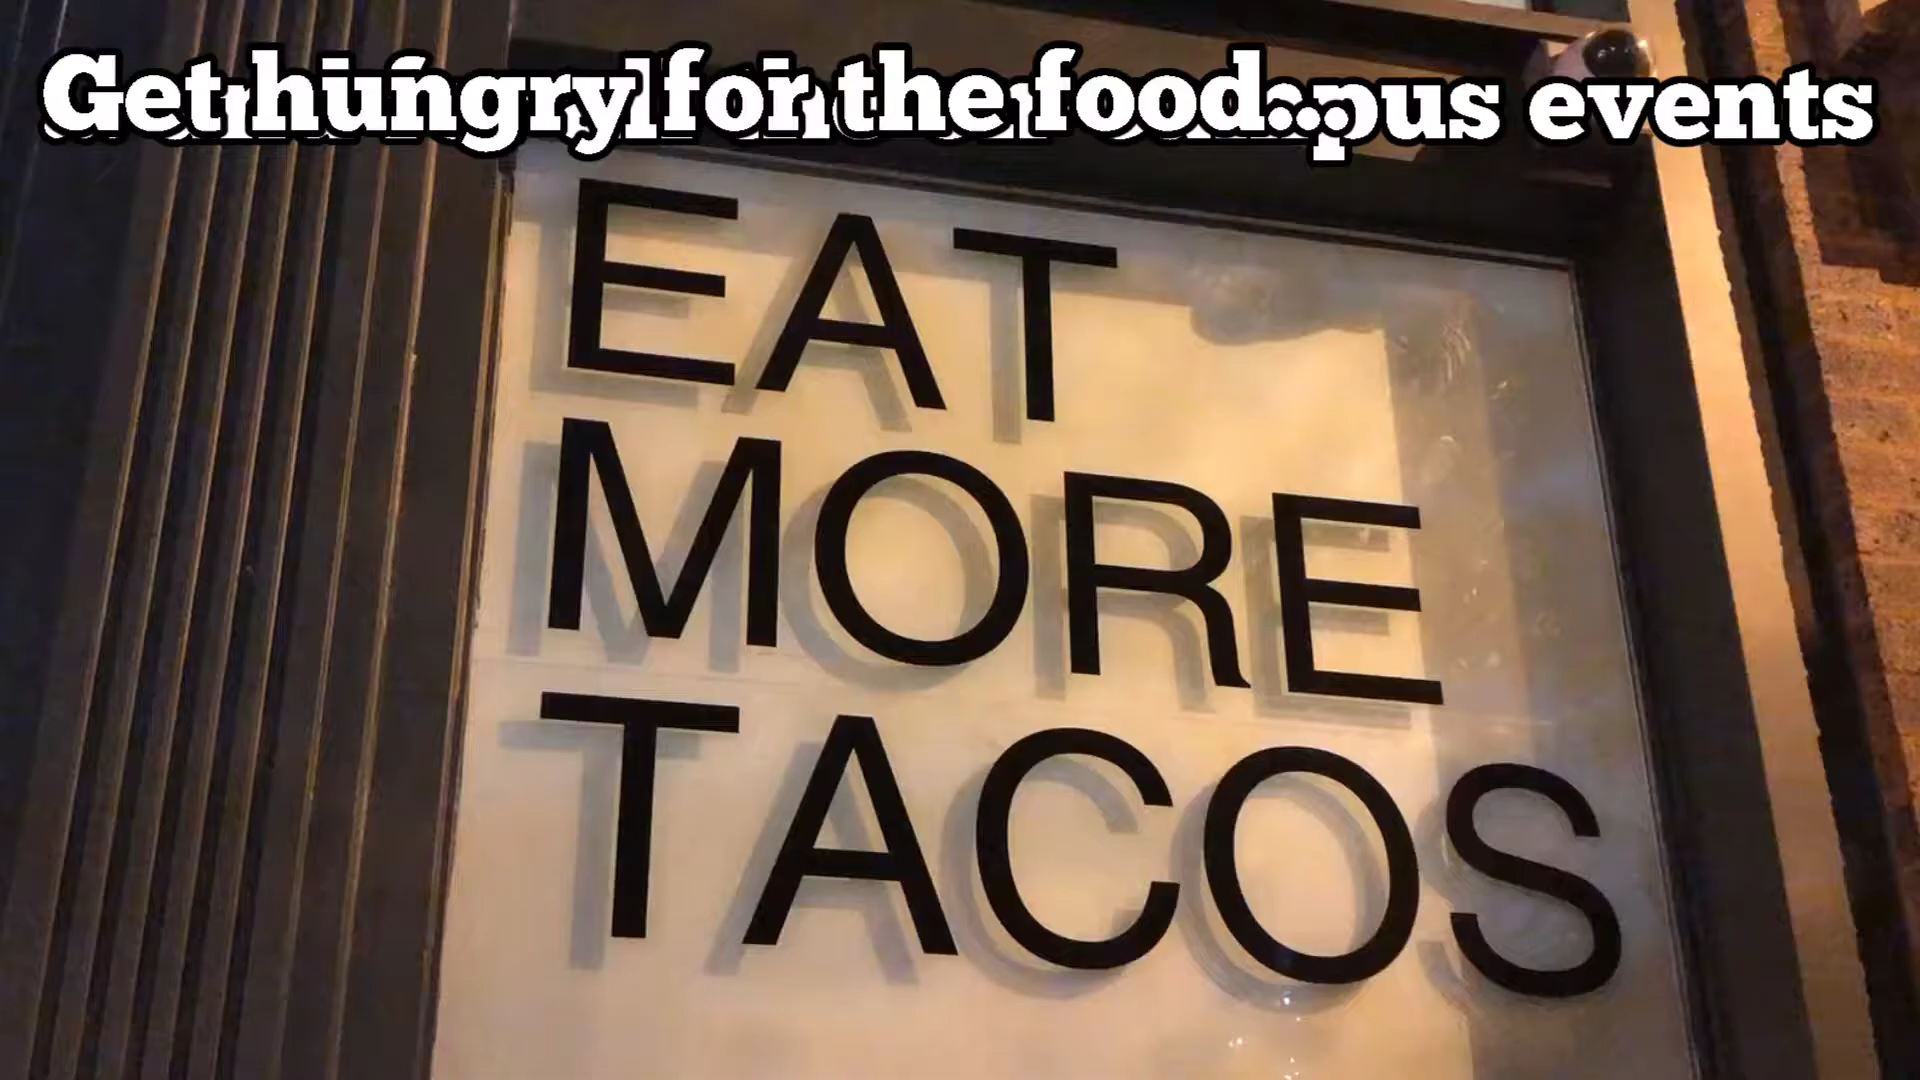 Get hungry for the food...
events
EAT
MORE
TACOS